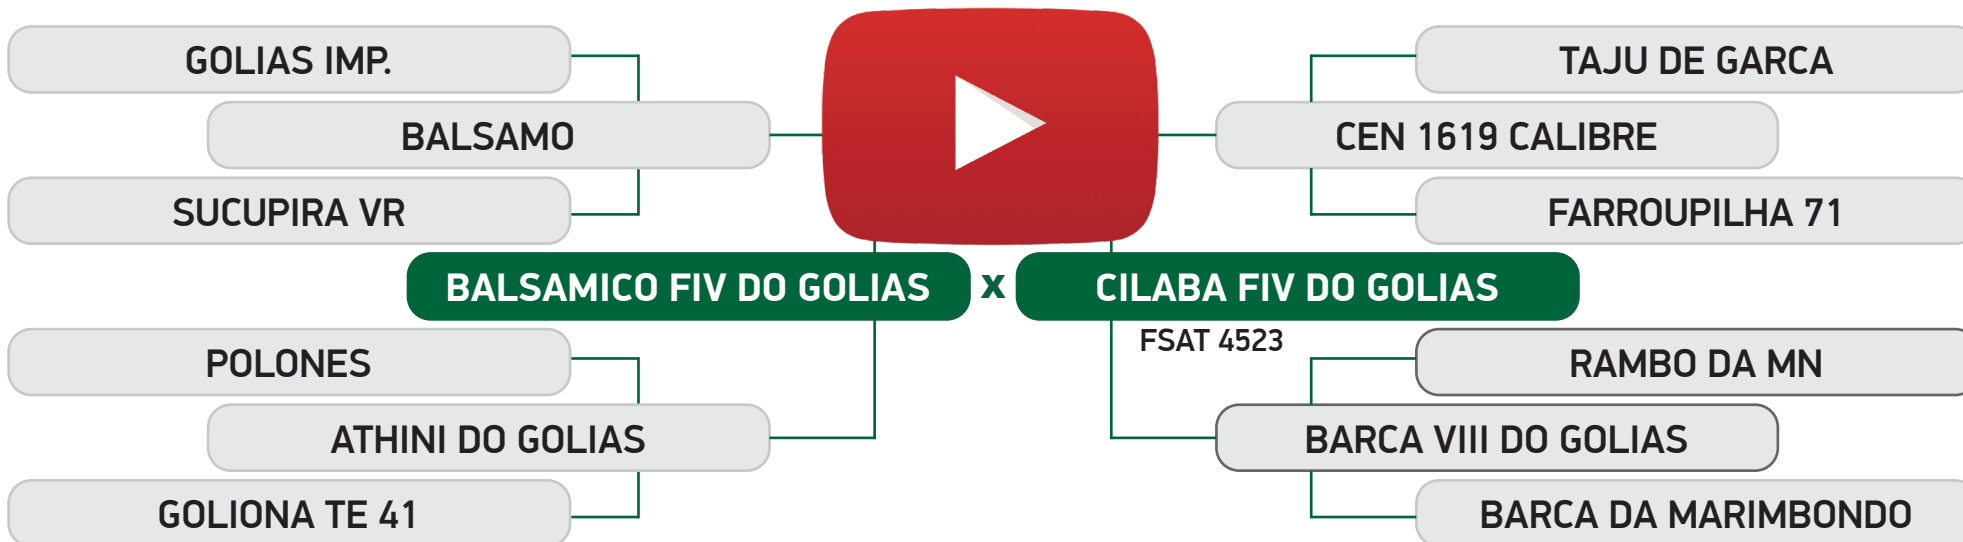 GOLIAS IMP.
TAJU DE GARCA
BALSAMO
CEN 1619 CALIBRE
SUCUPIRA VR
FARROUPILHA 71
BALSAMICO FIV DO GOLIAS x CILABA FIV DO GOLIAS
FSAT 4523
POLONES
RAMBO DA MN
ATHINI DO GOLIAS
BARCA VIII DO GOLIAS
GOLIONA TE 41
BARCA DA MARIMBONDO